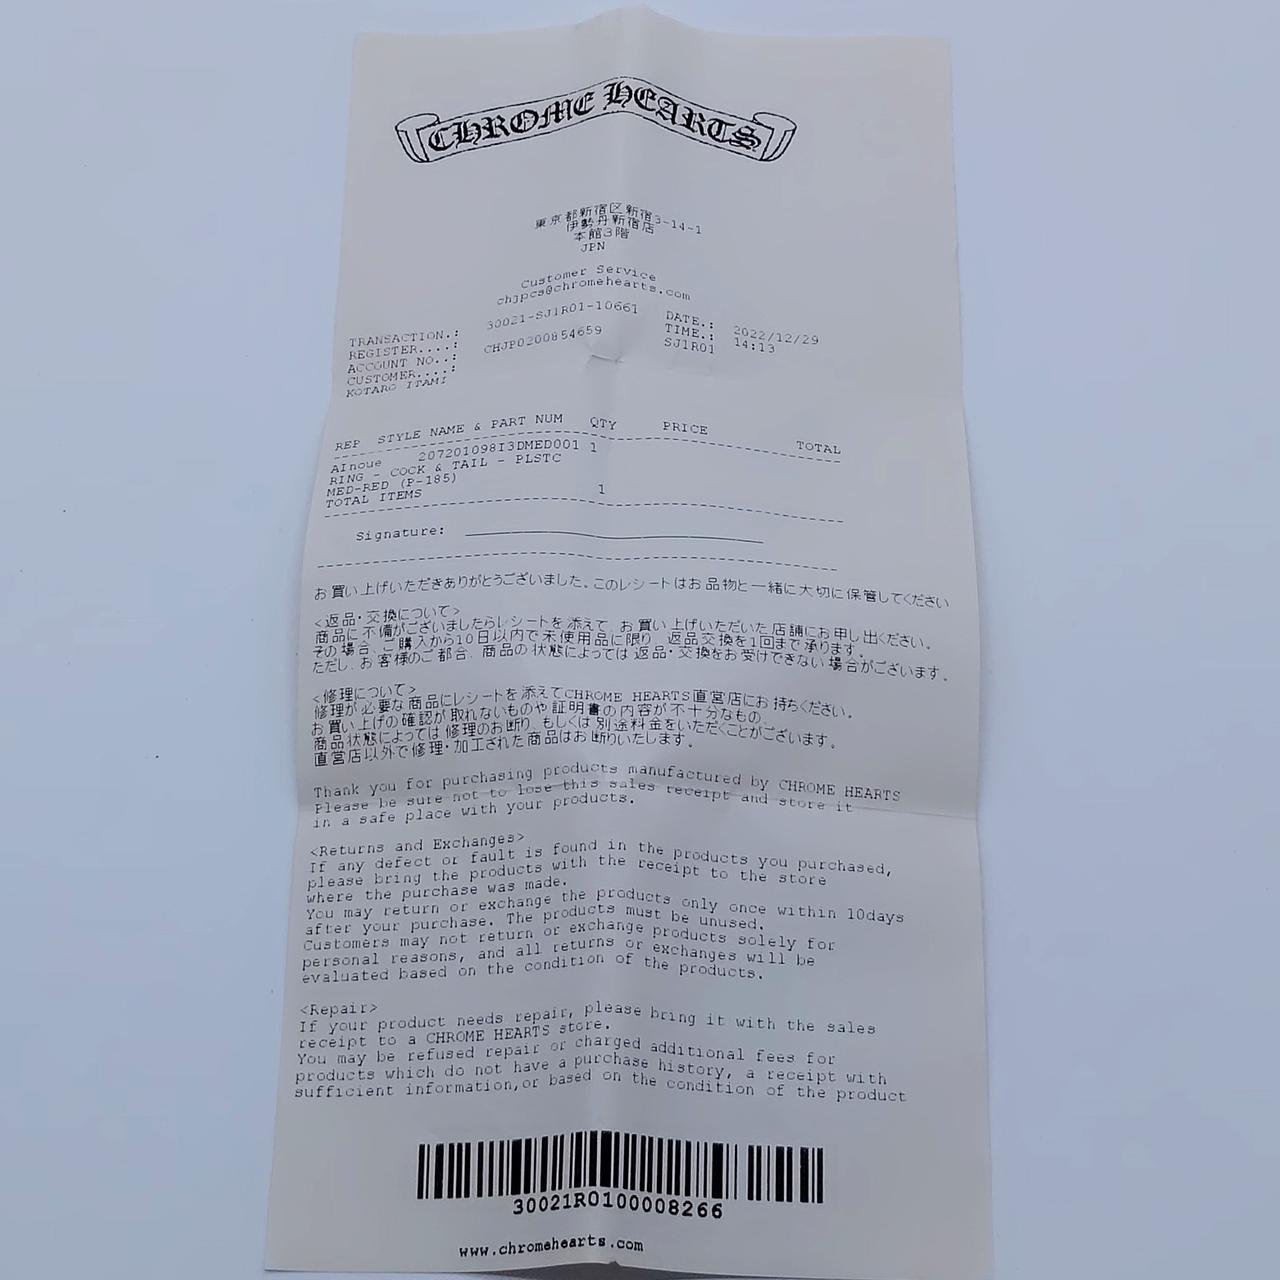 CHROME HEARTS
東京都新宿区新宿3-14-1
伊勢丹新宿店
本館3階
JPN
Customer Service
chjpcs@chromehearts.com
TRANSACTION.: 30021-SJ1R01-10661 DATE.: 2022/12/29
REGISTER....: TIME.: 14:13
ACCOUNT NO..: CHJP0200854659 SJ1R01
CUSTOMER....:
KOTARO ITAMI
REP STYLE NAME & PART NUM QTY PRICE TOTAL
AInoue 207201098I3DMED001 1
RING - COCK & TAIL - PLSTC
MED-RED (P-185)
TOTAL ITEMS 1
Signature:
お買い上げいただきありがとうございました。このレシートはお品物と一緒に大切に保管してください
<返品・交換について>
商品に不備がございましたらレシートを添えて、お買い上げいただいた店舗にお申し出ください。
その場合、ご購入から10日以内で未使用品に限り、返品交換を1回まで承ります。
ただし、お客様のご都合、商品の状態によっては返品・交換をお受けできない場合がございます。
<修理について>
修理が必要な商品にレシートを添えてCHROME HEARTS直営店にお持ちください。
お買い上げの確認が取れないものや証明書の内容が不十分なもの、
商品状態によっては修理のお断り、もしくは別途料金をいただくことがございます。
直営店以外で修理・加工された商品はお断りいたします。
Thank you for purchasing products manufactured by CHROME HEARTS
Please be sure not to lose this sales receipt and store it
in a safe place with your products.
<Returns and Exchanges>
If any defect or fault is found in the products you purchased,
please bring the products with the receipt to the store
where the purchase was made.
You may return or exchange the products only once within 10days
after your purchase. The products must be unused.
Customers may not return or exchange products solely for
personal reasons, and all returns or exchanges will be
evaluated based on the condition of the products.
<Repair>
If your product needs repair, please bring it with the sales
receipt to a CHROME HEARTS store.
You may be refused repair or charged additional fees for
products which do not have a purchase history, a receipt with
sufficient information,or based on the condition of the product
30021R0100008266
www.chromehearts.com